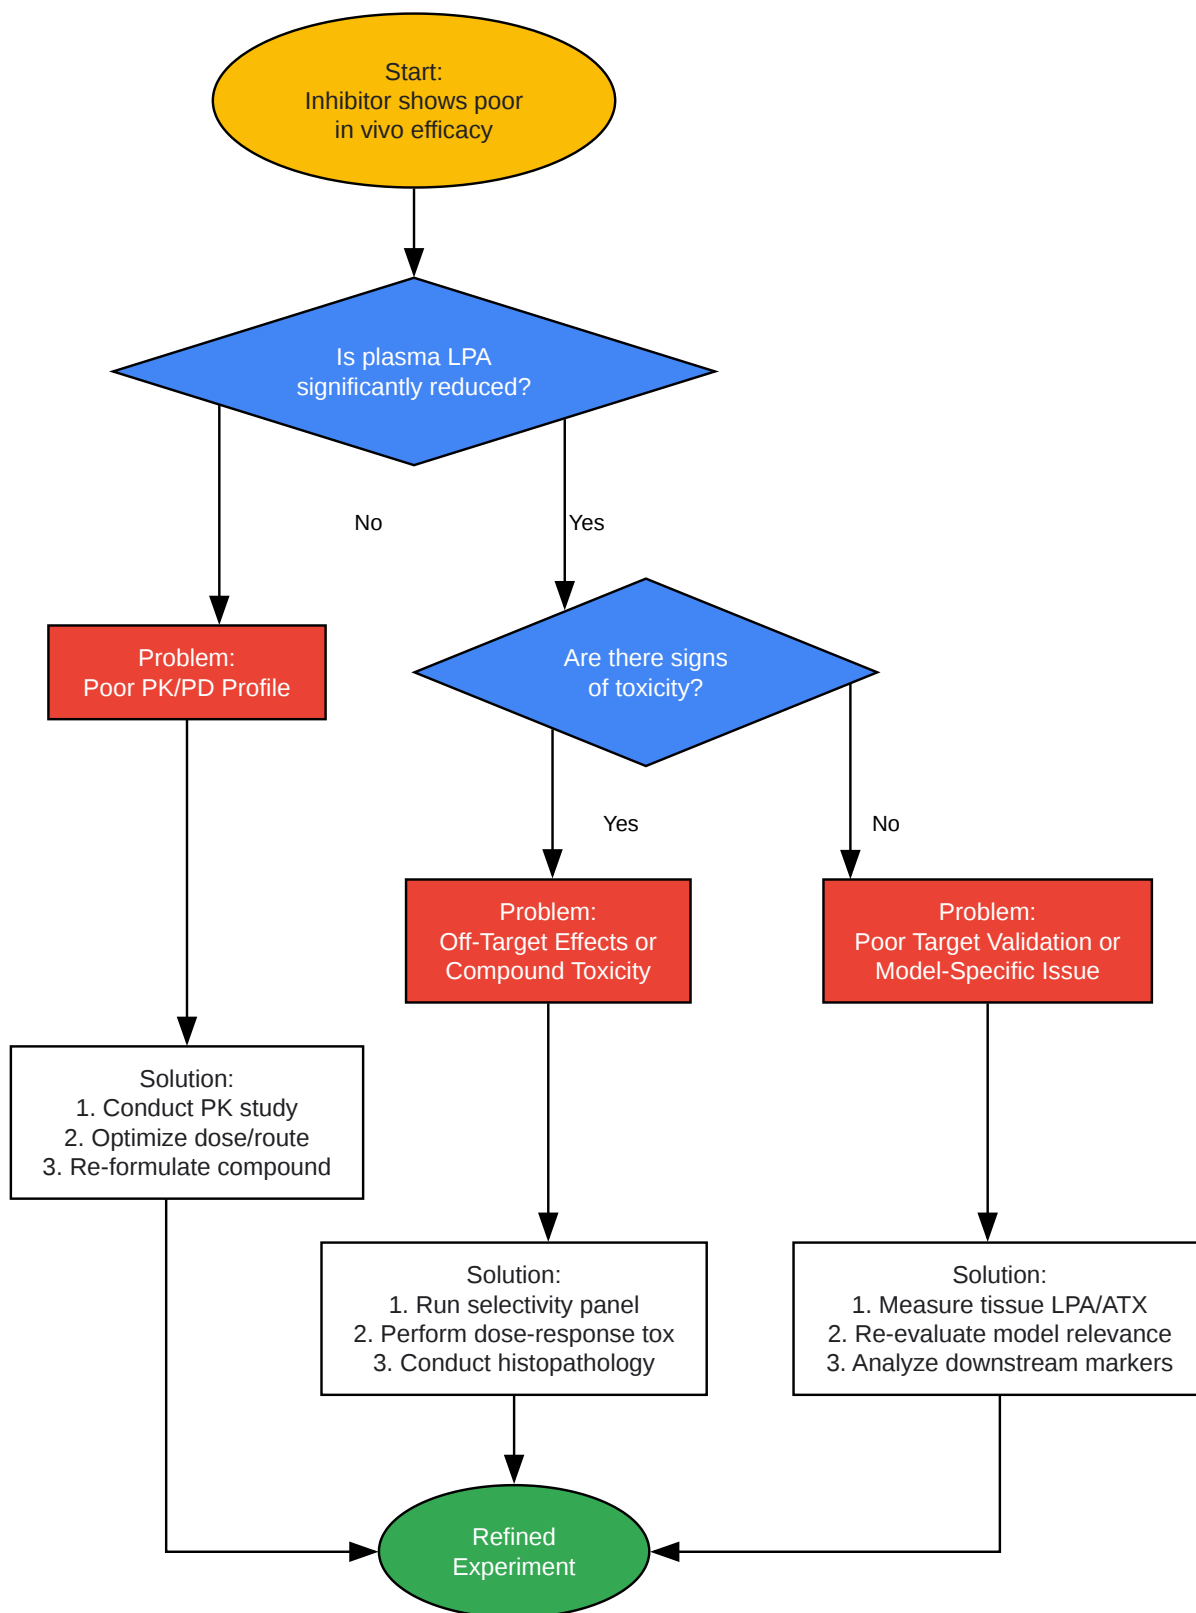 Start:
Inhibitor shows poor
in vivo efficacy
Is plasma LPA
significantly reduced?
No
Yes
Problem:
Poor PK/PD Profile
Are there signs
of toxicity?
Yes
No
Problem:
Off-Target Effects or
Compound Toxicity
Problem:
Poor Target Validation or
Model-Specific Issue
Solution:
1. Conduct PK study
2. Optimize dose/route
3. Re-formulate compound
Solution:
1. Run selectivity panel
2. Perform dose-response tox
3. Conduct histopathology
Solution:
1. Measure tissue LPA/ATX
2. Re-evaluate model relevance
3. Analyze downstream markers
Refined
Experiment